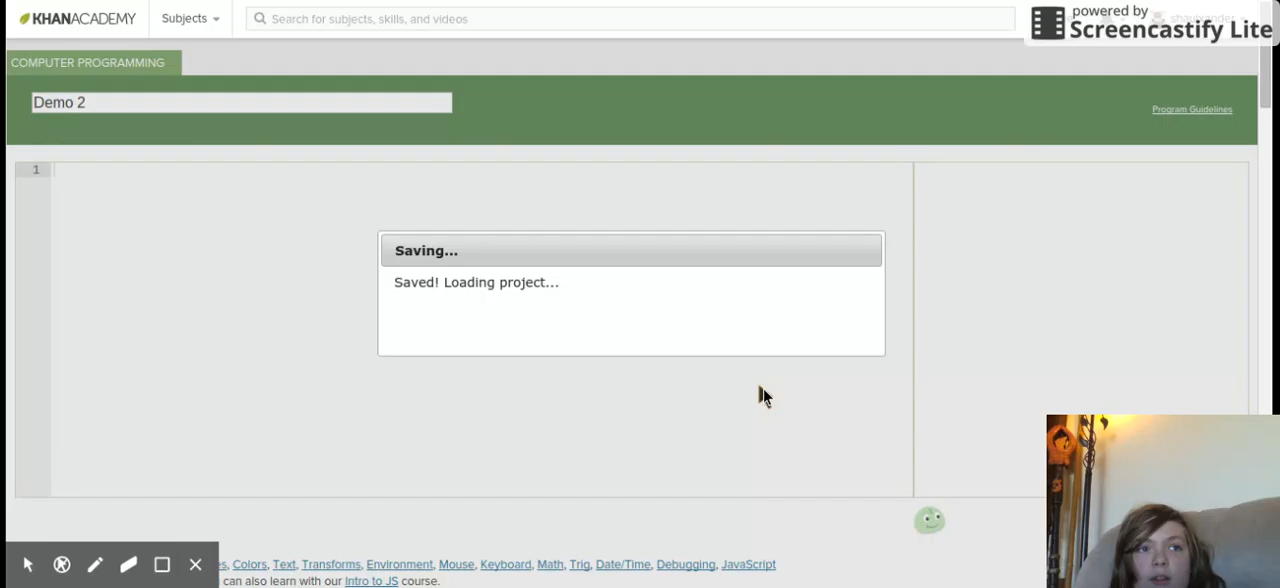 KHANACADEMY
Subjects
Search for subjects, skills, and videos
powered by
Screencastify Lite
COMPUTER PROGRAMMING
Demo 2
Program Guidelines
1
Saving...
Saved! Loading project...
es, Colors, Text, Transforms, Environment, Mouse, Keyboard, Math, Trig, Date/Time, Debugging, JavaScript
can also learn with our Intro to JS course.